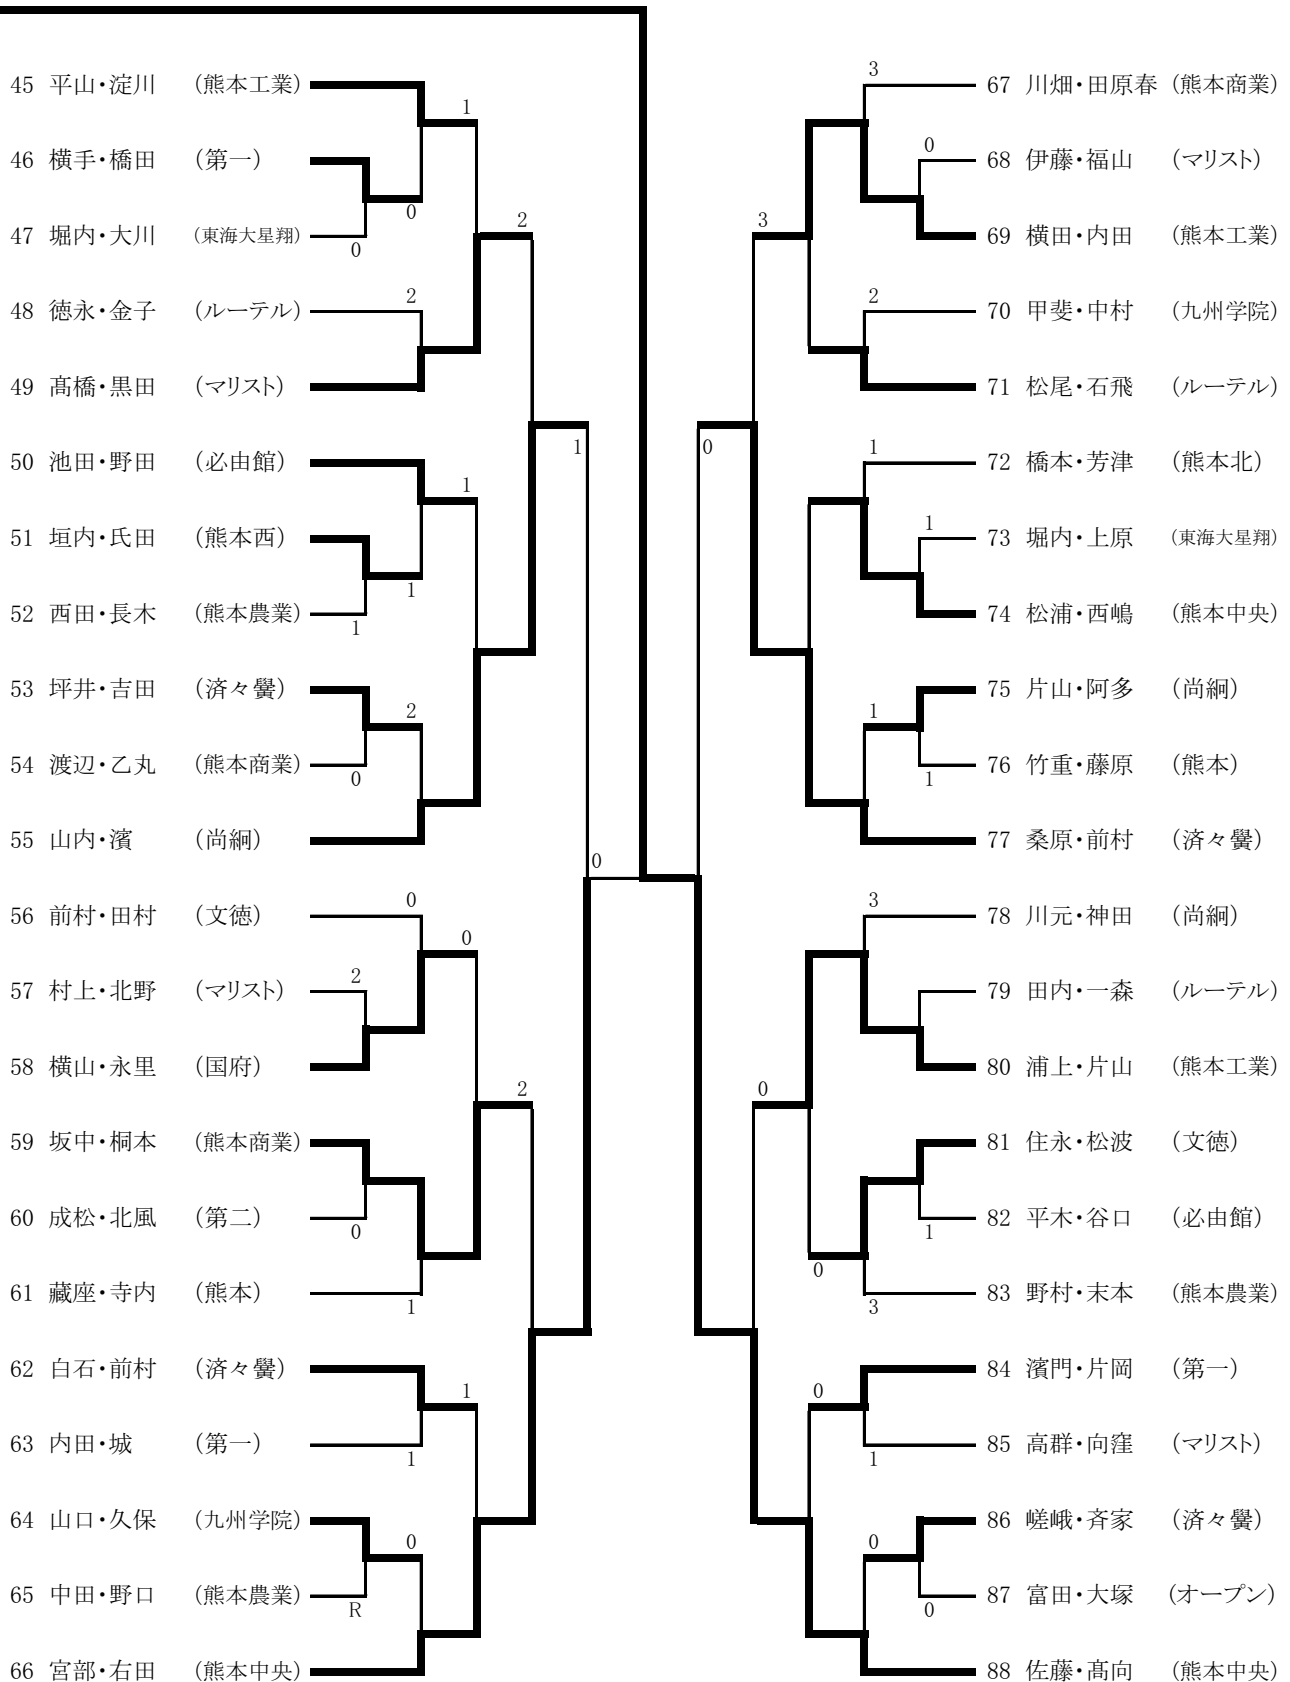 45 平山・淀川 (熊本工業)
1
46 横手・橋田 (第一)
0
47 堀内・大川 (東海大星翔)
0
2
48 徳永・金子 (ルーテル)
2
49 髙橋・黒田 (マリスト)
50 池田・野田 (必由館)
1
1
51 垣内・氏田 (熊本西)
1
52 西田・長木 (熊本農業)
1
53 坪井・吉田 (済々黌)
2
54 渡辺・乙丸 (熊本商業)
0
55 山内・濱 (尚絅)
0
56 前村・田村 (文徳)
0
0
57 村上・北野 (マリスト)
2
58 横山・永里 (国府)
2
59 坂中・桐本 (熊本商業)
60 成松・北風 (第二)
0
61 藏座・寺内 (熊本)
1
62 白石・前村 (済々黌)
1
63 内田・城 (第一)
1
64 山口・久保 (九州学院)
0
65 中田・野口 (熊本農業)
R
66 宮部・右田 (熊本中央)
3
67 川畑・田原春 (熊本商業)
0
68 伊藤・福山 (マリスト)
3
69 横田・内田 (熊本工業)
2
70 甲斐・中村 (九州学院)
71 松尾・石飛 (ルーテル)
0
1
72 橋本・芳津 (熊本北)
1
73 堀内・上原 (東海大星翔)
74 松浦・西嶋 (熊本中央)
75 片山・阿多 (尚絅)
1
76 竹重・藤原 (熊本)
1
77 桑原・前村 (済々黌)
3
78 川元・神田 (尚絅)
79 田内・一森 (ルーテル)
80 浦上・片山 (熊本工業)
0
81 住永・松波 (文徳)
82 平木・谷口 (必由館)
1
0
83 野村・末本 (熊本農業)
3
84 濱門・片岡 (第一)
0
85 高群・向窪 (マリスト)
1
86 嵯峨・斉家 (済々黌)
0
87 富田・大塚 (オープン)
0
88 佐藤・髙向 (熊本中央)